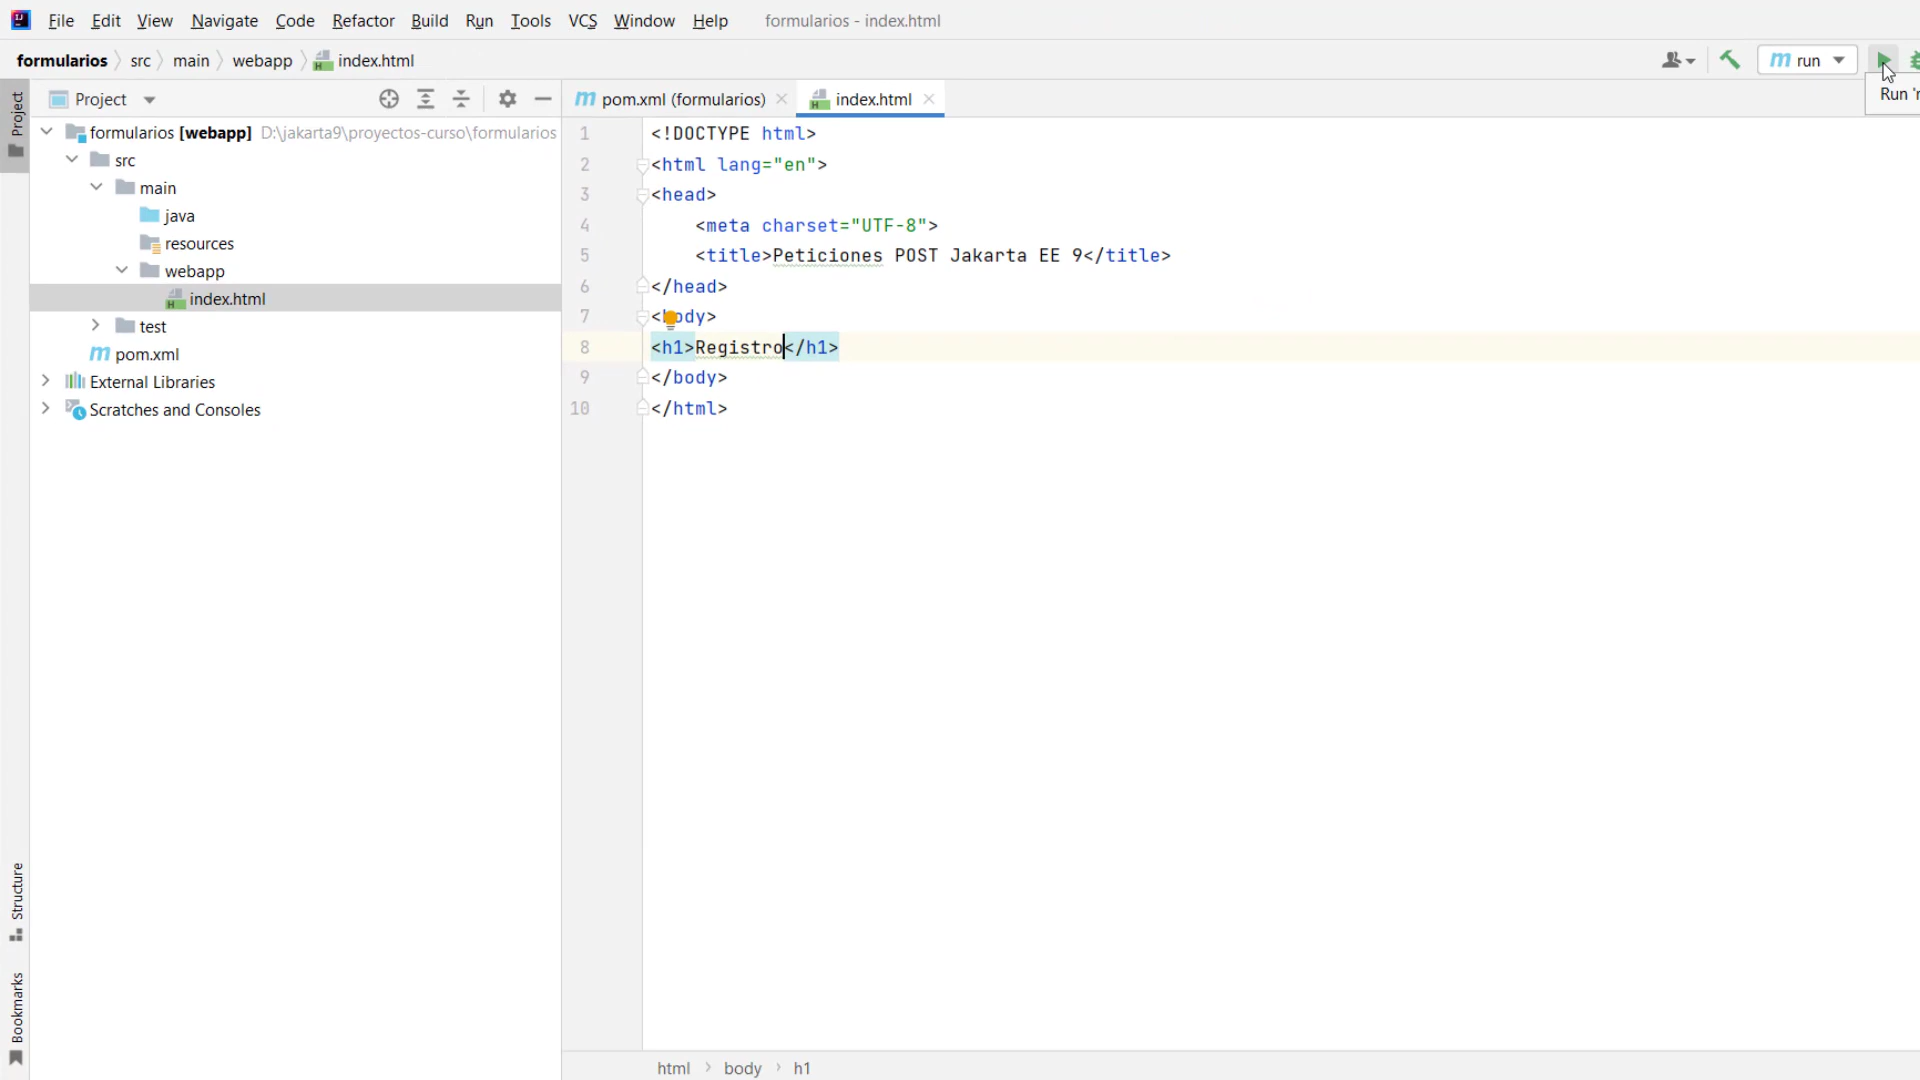 File Edit View Navigate Code Refactor Build Run Tools VCS Window Help formularios - index.html
formularios src main webapp index.html
m run
Run
Project
Project
pom.xml (formularios) index.html
formularios [webapp] D:\jakarta9\proyectos-curso\formularios
src
main
java
resources
webapp
index.html
test
pom.xml
External Libraries
Scratches and Consoles
1 <!DOCTYPE html>
2 <html lang="en">
3 <head>
4 <meta charset="UTF-8">
5 <title>Peticiones POST Jakarta EE 9</title>
6 </head>
7 <body>
8 <h1>Registro</h1>
9 </body>
10 </html>
Structure
Bookmarks
html body h1